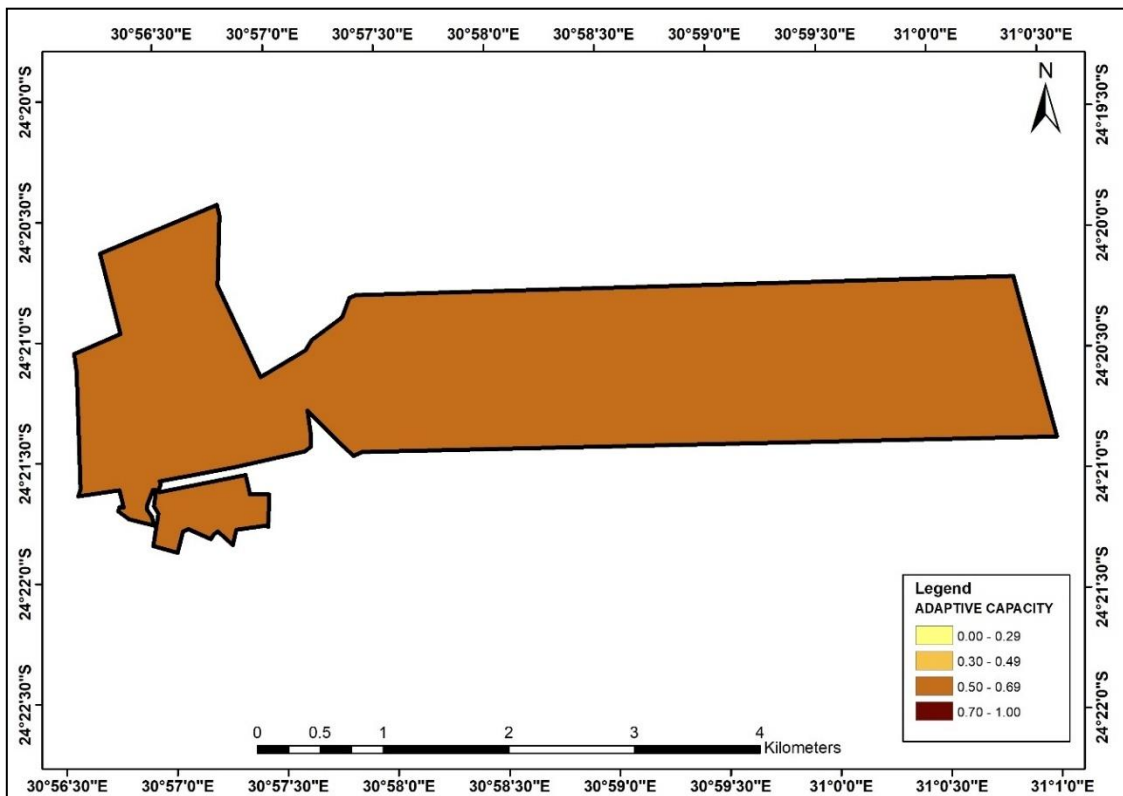 30°56'30"E 30°57'0"E 30°57'30"E 30°58'0"E 30°58'30"E 30°59'0"E 30°59'30"E 31°0'0"E 31°0'30"E
N
24°20'0"S
24°20'30"S
24°21'0"S
24°21'30"S
24°22'0"S
24°22'30"S
24°19'30"S
24°20'0"S
24°20'30"S
24°21'0"S
24°21'30"S
24°22'0"S
Legend
ADAPTIVE CAPACITY
0.00 - 0.29
0.30 - 0.49
0.50 - 0.69
0.70 - 1.00
0 0.5 1 2 3 4
Kilometers
30°56'30"E 30°57'0"E 30°57'30"E 30°58'0"E 30°58'30"E 30°59'0"E 30°59'30"E 31°0'0"E 31°0'30"E 31°1'0"E